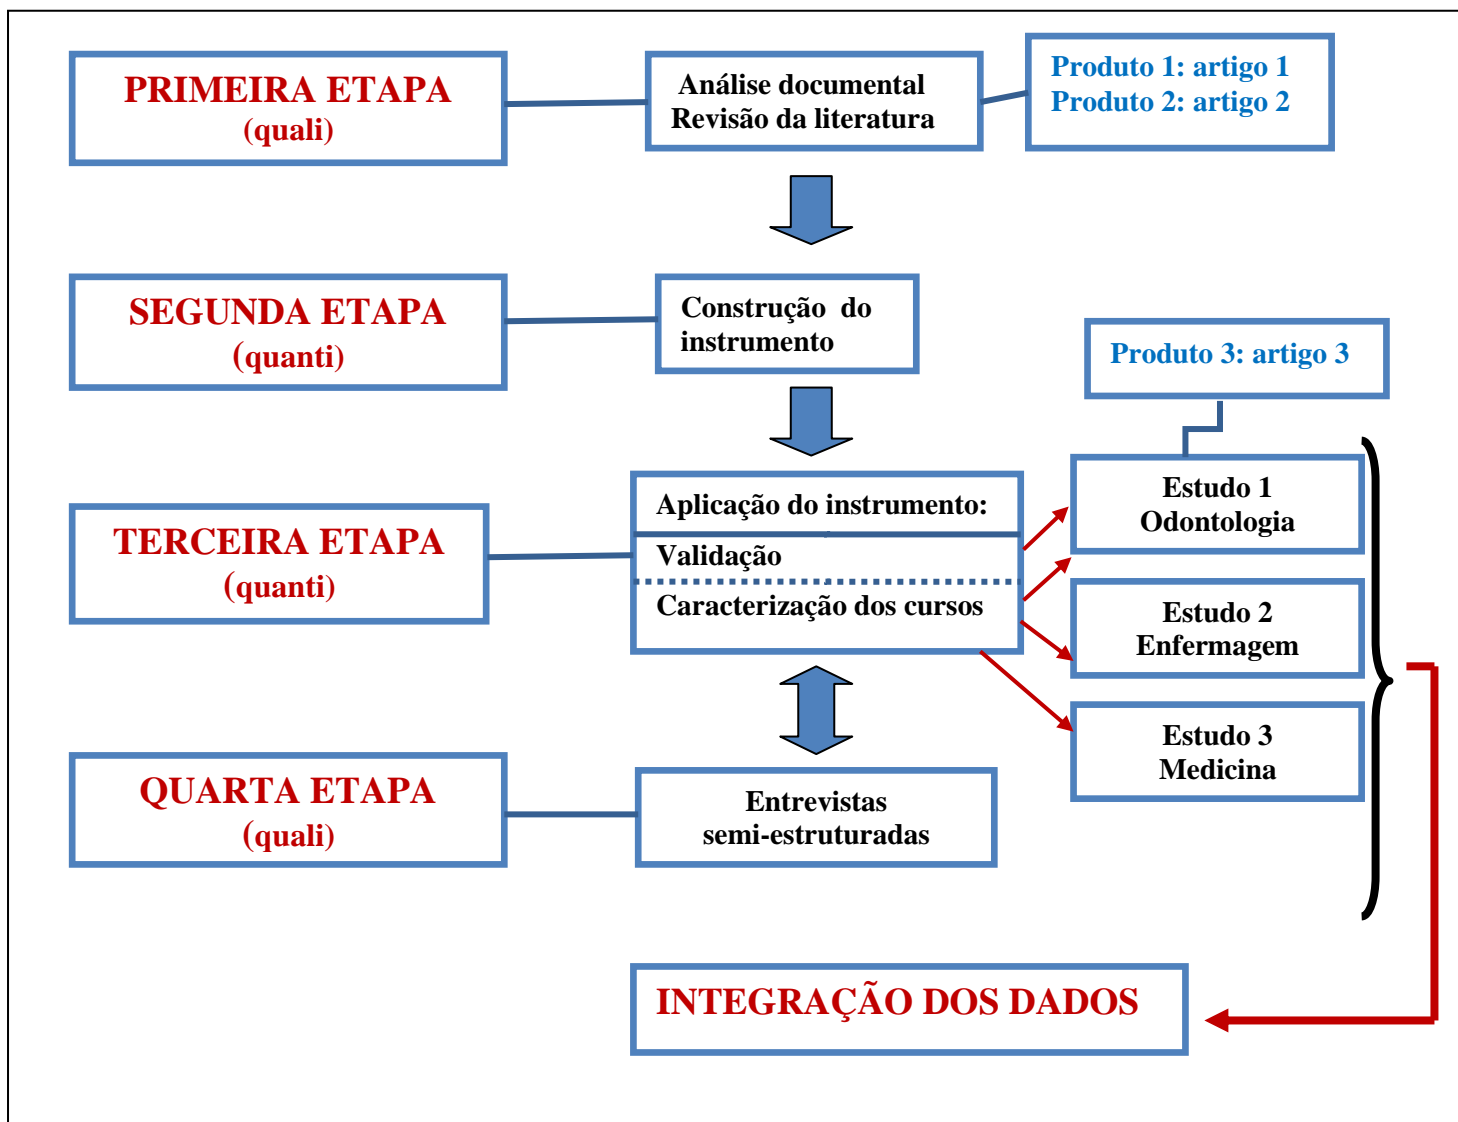 PRIMEIRA ETAPA
(quali)
Análise documental
Revisão da literatura
Produto 1: artigo 1
Produto 2: artigo 2
SEGUNDA ETAPA
(quanti)
Construção do
instrumento
Produto 3: artigo 3
TERCEIRA ETAPA
(quanti)
Aplicação do instrumento:
Validação
Caracterização dos cursos
Estudo 1
Odontologia
Estudo 2
Enfermagem
Estudo 3
Medicina
QUARTA ETAPA
(quali)
Entrevistas
semi-estruturadas
INTEGRAÇÃO DOS DADOS